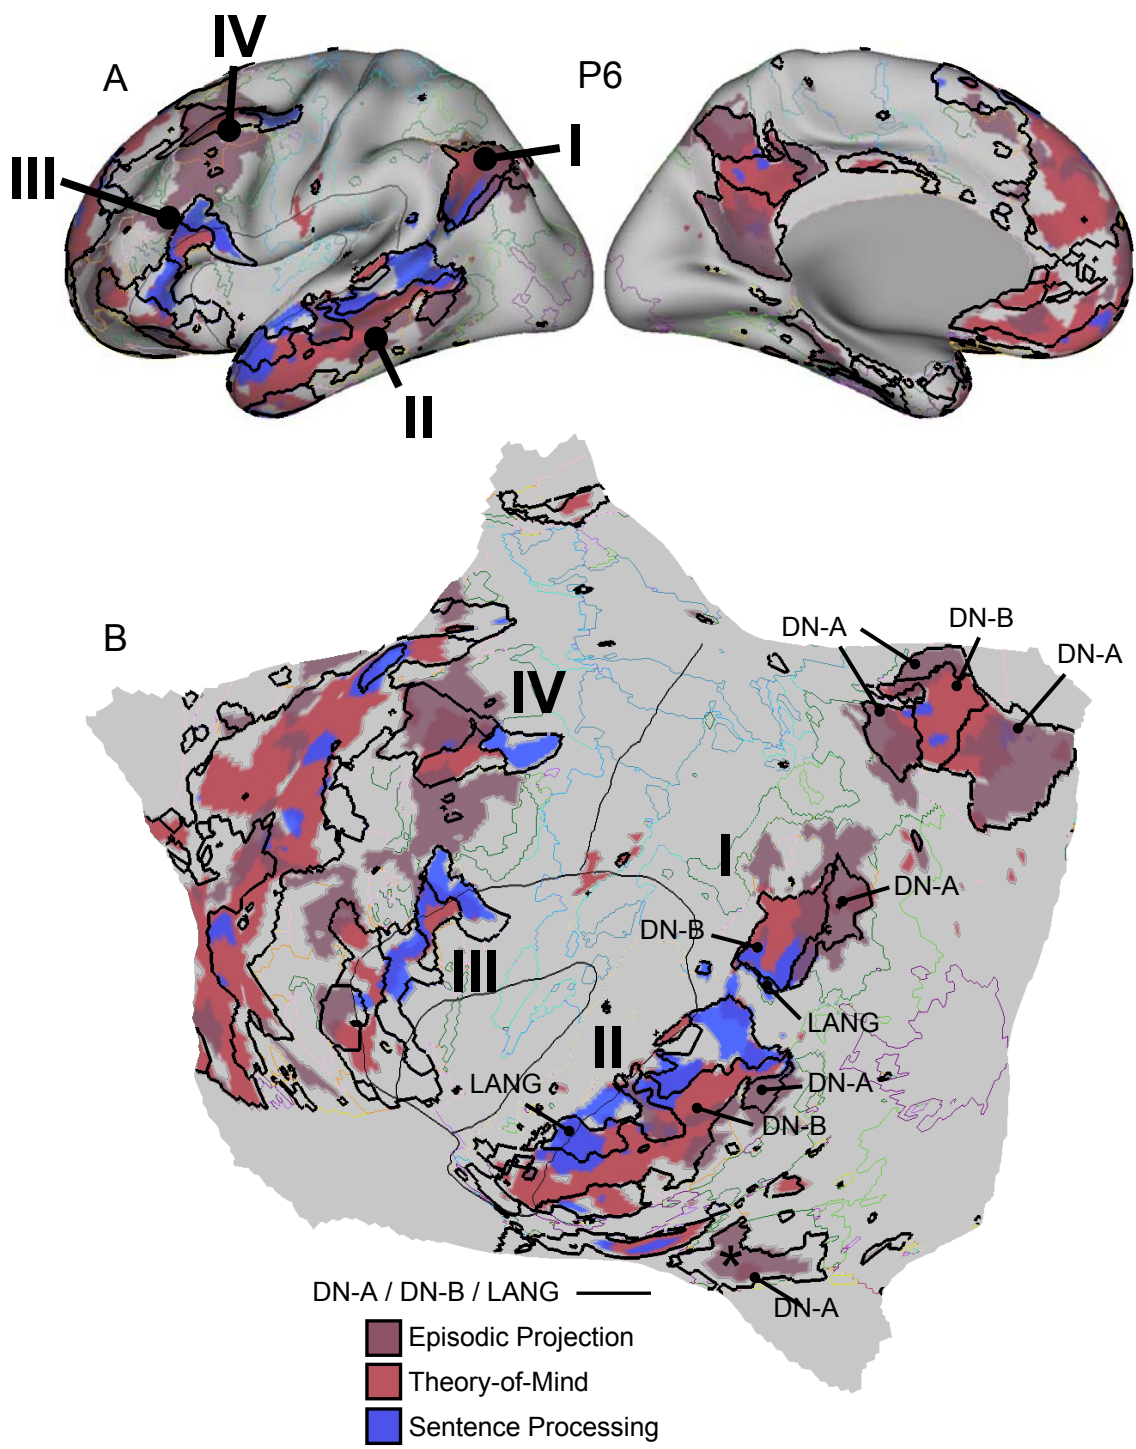 IV
A
P6
I
III
II
B
DN-A
DN-B
DN-A
IV
I
DN-A
DN-B
III
LANG
II
LANG
DN-A
DN-B
*
DN-A
DN-A / DN-B / LANG
Episodic Projection
Theory-of-Mind
Sentence Processing